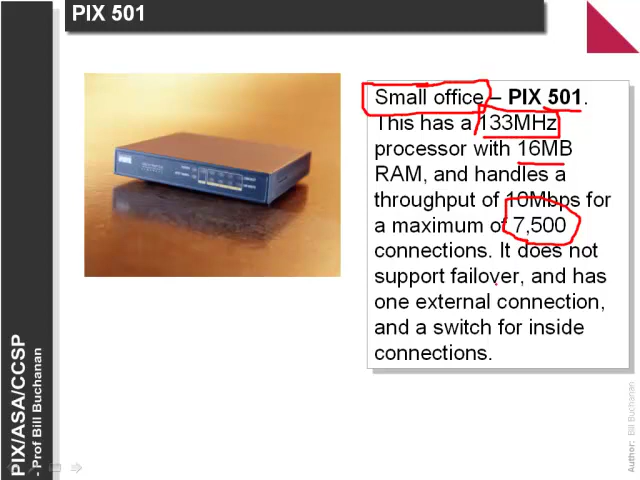 PIX 501
Small office – PIX 501.
This has a 133MHz
processor with 16MB
RAM, and handles a
throughput of 10Mbps for
a maximum of 7,500
connections. It does not
support failover, and has
one external connection,
and a switch for inside
connections.
PIX/ASA/CCSP
- Prof Bill Buchanan
Author: Bill Buchanan